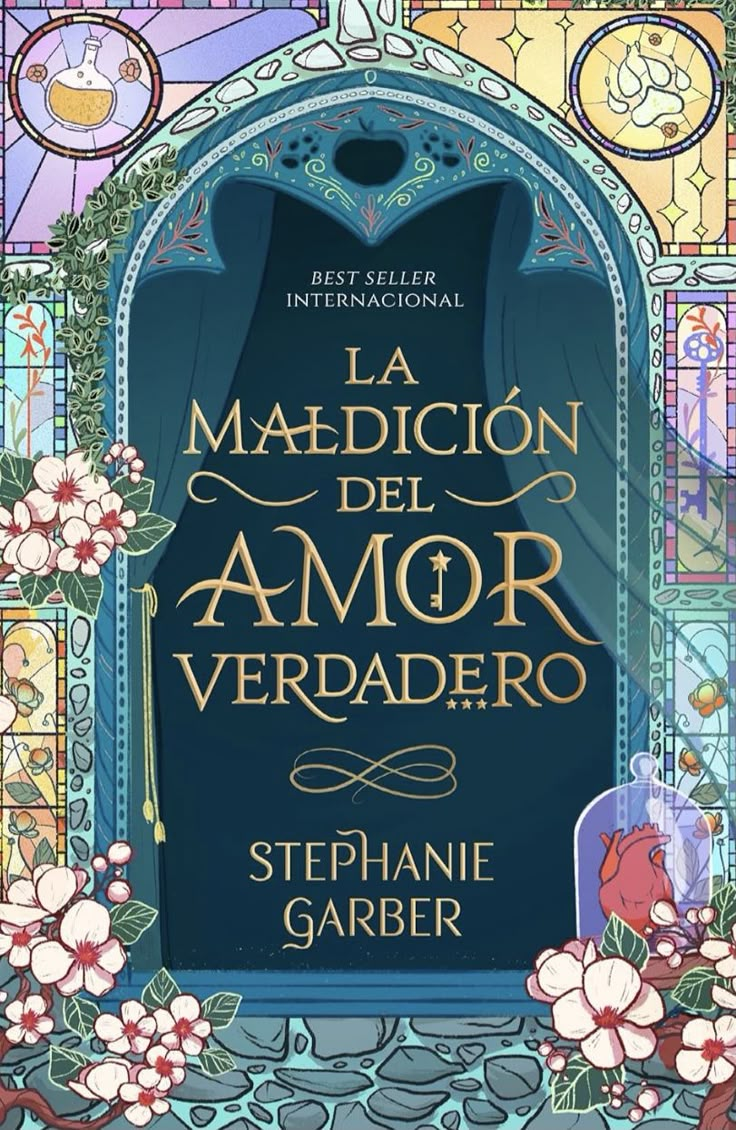 BEST SELLER
INTERNACIONAL
LA
MALDICIÓN
DEL
AMOR
VERDADERO
STEPHANIE
GARBER